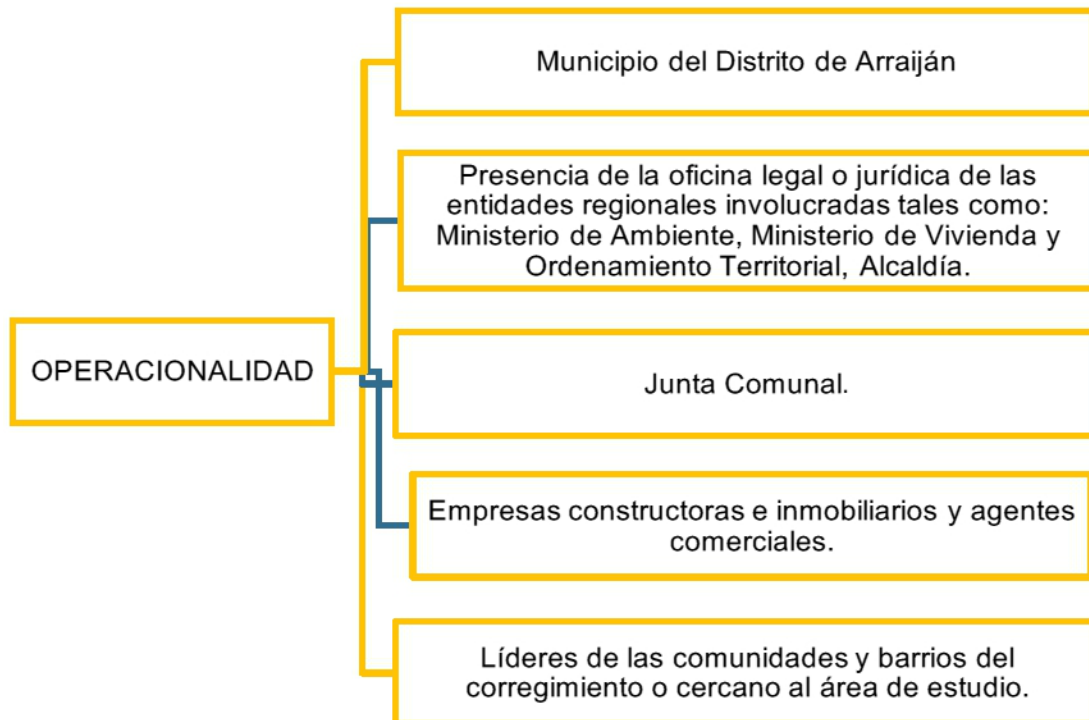 OPERACIONALIDAD
Municipio del Distrito de Arraiján
Presencia de la oficina legal o jurídica de las
entidades regionales involucradas tales como:
Ministerio de Ambiente, Ministerio de Vivienda y
Ordenamiento Territorial, Alcaldía.
Junta Comunal.
Empresas constructoras e inmobiliarios y agentes
comerciales.
Líderes de las comunidades y barrios del
corregimiento o cercano al área de estudio.